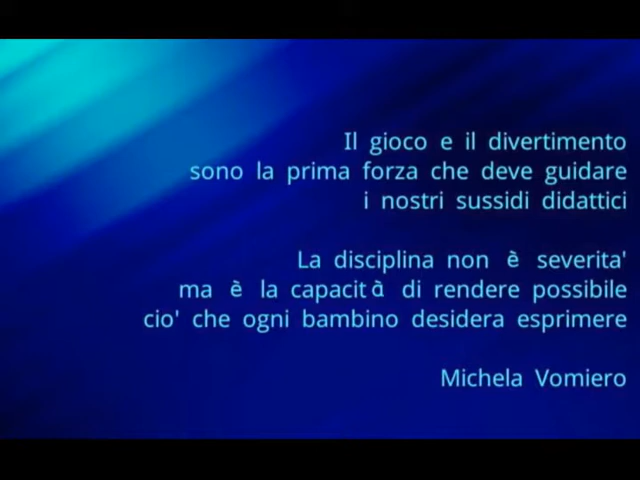 Il gioco e il divertimento
sono la prima forza che deve guidare
i nostri sussidi didattici
La disciplina non è severita'
ma è la capacità di rendere possibile
cio' che ogni bambino desidera esprimere
Michela Vomiero